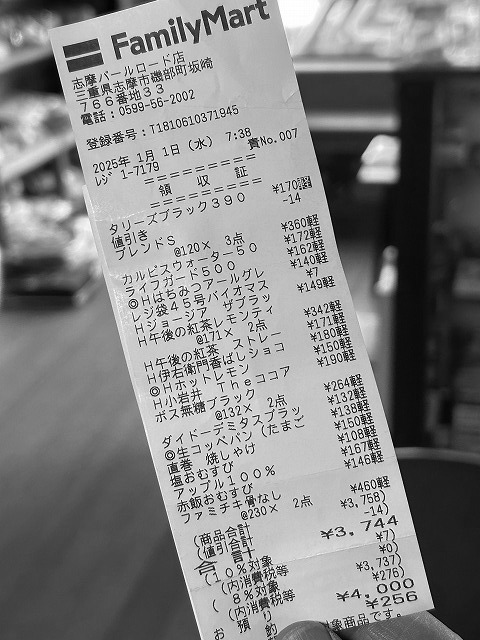 FamilyMart
志摩パールロード店
三重県志摩市磯部町坂崎
766番地33
電話:0599-56-2002
登録番号:T1810610371945
2025年 1月 1日(水) 7:38
レジ 1-7179 責No.007
==========
領 収 証
==========
タリーズブラック390 ¥170軽
値引き -14
ブレンドS
@120× 3点 ¥360軽
カルピスウォーター50 ¥172軽
ライフガード500 ¥162軽
◎Hはちみつアールグレ ¥140軽
レジ袋45号バイオマス ¥7
Hジョージア ザブラッ ¥149軽
H午後の紅茶レモンティ
@171× 2点 ¥342軽
H午後の紅茶 ストレー ¥171軽
H伊右衛門香ばしショコ ¥180軽
◎Hホットレモン ¥150軽
H小岩井 Theココア ¥190軽
ボス無糖ブラック
@132× 2点 ¥264軽
ダイドーデミタスブラッ ¥132軽
◎生コッペパン(たまご ¥138軽
直巻 焼しゃけ ¥160軽
塩おむすび ¥108軽
アップル100% ¥167軽
赤飯おむすび ¥146軽
ファミチキ骨なし
@230× 2点 ¥460軽
(商品合計 ¥3,758)
(値引合計 -14)
合 計 ¥3,744
(10%対象 ¥7)
(内消費税等 ¥0)
( 8%対象 ¥3,737)
(内消費税等 ¥276)
お 預 り ¥4,000
お 釣 ¥256
対象商品です。